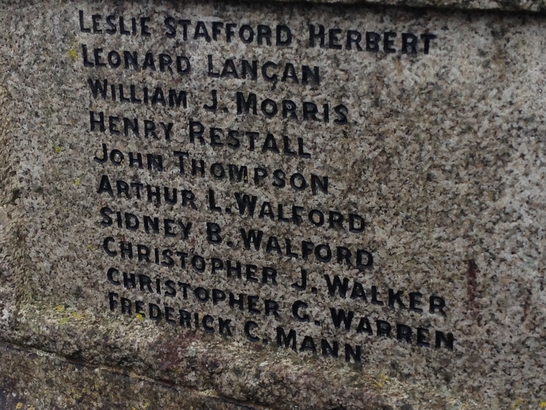 LESLIE STAFFORD HERBERT
LEONARD LANGAN
WILLIAM J. MORRIS
HENRY RESTALL
JOHN THOMPSON
ARTHUR L. WALFORD
SIDNEY B. WALFORD
CHRISTOPHER J. WALKER
CHRISTOPHER G. WARREN
FREDERICK C. MANN